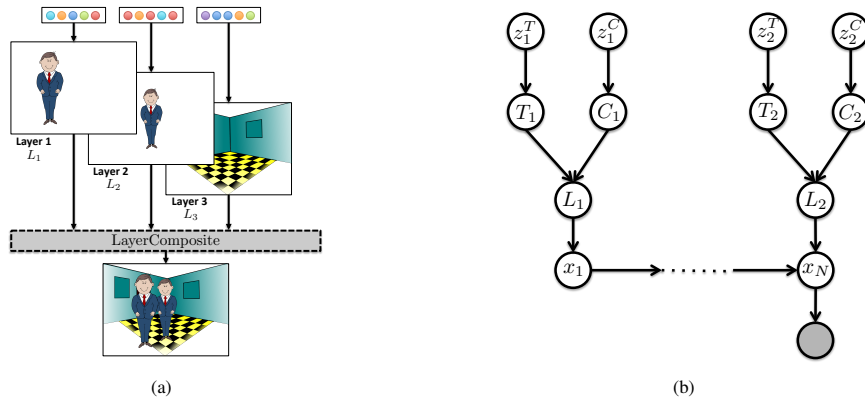 Layer 1
L₁
Layer 2
L₂
Layer 3
L₃
LayerComposite
(a)
z₁ᵀ z₁ᶜ z₂ᵀ z₂ᶜ
T₁ C₁ T₂ C₂
L₁ L₂
x₁ ...... x_N
(b)